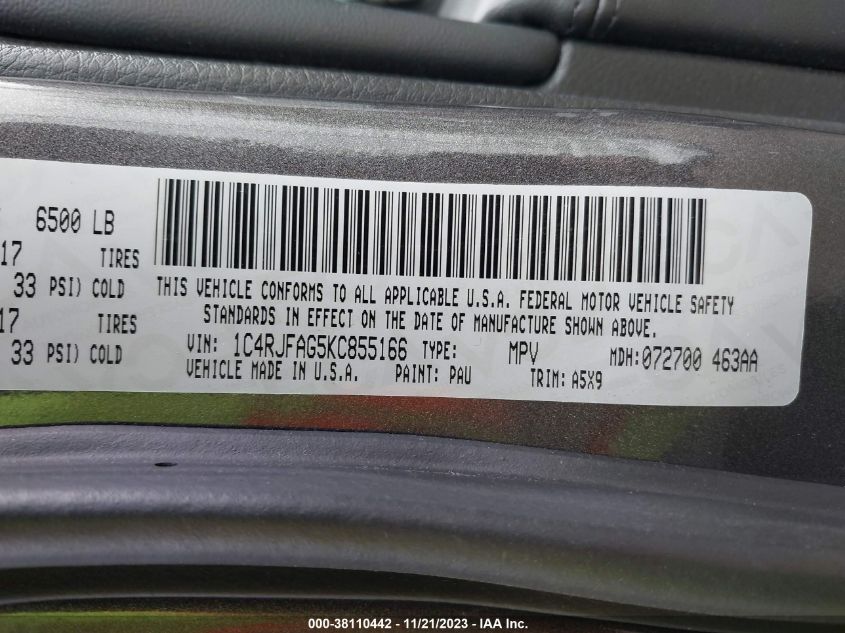 6500 LB
17 TIRES
33 PSI) COLD
17 TIRES
33 PSI) COLD
THIS VEHICLE CONFORMS TO ALL APPLICABLE U.S.A. FEDERAL MOTOR VEHICLE SAFETY
STANDARDS IN EFFECT ON THE DATE OF MANUFACTURE SHOWN ABOVE.
VIN: 1C4RJFAG5KC855166 TYPE: MPV MDH:072700 463AA
VEHICLE MADE IN U.S.A. PAINT: PAU TRIM: A5X9
000-38110442 - 11/21/2023 - IAA Inc.